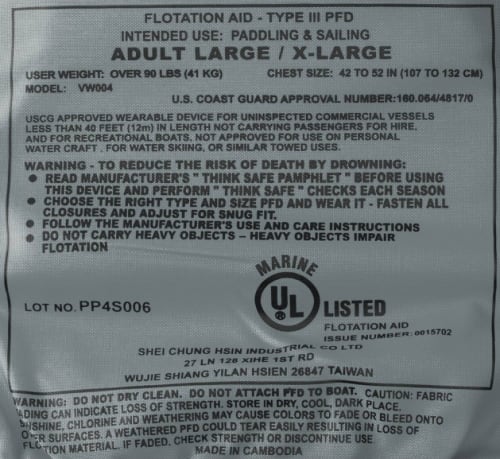 FLOTATION AID - TYPE III PFD
INTENDED USE: PADDLING & SAILING
ADULT LARGE / X-LARGE
USER WEIGHT: OVER 90 LBS (41 KG) CHEST SIZE: 42 TO 52 IN (107 TO 132 CM)
MODEL: VW004
U.S. COAST GUARD APPROVAL NUMBER:160.064/4817/0
USCG APPROVED WEARABLE DEVICE FOR UNINSPECTED COMMERCIAL VESSELS
LESS THAN 40 FEET (12m) IN LENGTH NOT CARRYING PASSENGERS FOR HIRE,
AND FOR RECREATIONAL BOATS. NOT APPROVED FOR USE ON PERSONAL
WATER CRAFT , FOR WATER SKIING, OR SIMILAR TOWED USES.
WARNING - TO REDUCE THE RISK OF DEATH BY DROWNING:
● READ MANUFACTURER'S " THINK SAFE PAMPHLET " BEFORE USING
THIS DEVICE AND PERFORM " THINK SAFE " CHECKS EACH SEASON
● CHOOSE THE RIGHT TYPE AND SIZE PFD AND WEAR IT - FASTEN ALL
CLOSURES AND ADJUST FOR SNUG FIT.
● FOLLOW THE MANUFACTURER'S USE AND CARE INSTRUCTIONS
● DO NOT CARRY HEAVY OBJECTS – HEAVY OBJECTS IMPAIR
FLOTATION
MARINE
UL ® LISTED
LOT NO. PP4S006
FLOTATION AID
ISSUE NUMBER: 0015702
SHEI CHUNG HSIN INDUSTRIAL CO LTD
27 LN 128 XIHE 1ST RD
WUJIE SHIANG YILAN HSIEN 26847 TAIWAN
WARNING: DO NOT DRY CLEAN. DO NOT ATTACH PFD TO BOAT. CAUTION: FABRIC
ADING CAN INDICATE LOSS OF STRENGTH. STORE IN DRY, COOL, DARK PLACE.
SUNSHINE, CHLORINE AND WEATHERING MAY CAUSE COLORS TO FADE OR BLEED ONTO
OTHER SURFACES. A WEATHERED PFD COULD TEAR EASILY RESULTING IN LOSS OF
FLOTATION MATERIAL. IF FADED, CHECK STRENGTH OR DISCONTINUE USE.
MADE IN CAMBODIA